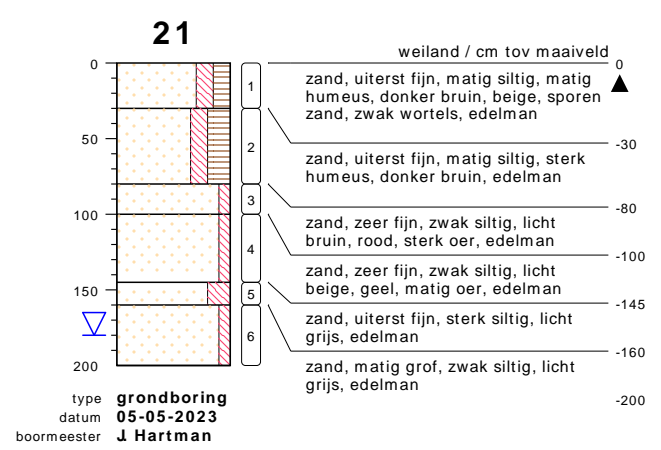 21
weiland / cm tov maaiveld
0
0
1
zand, uiterst fijn, matig siltig, matig
humeus, donker bruin, beige, sporen
zand, zwak wortels, edelman
-30
50
2
zand, uiterst fijn, matig siltig, sterk
humeus, donker bruin, edelman
-80
3
100
zand, zeer fijn, zwak siltig, licht
bruin, rood, sterk oer, edelman
-100
4
zand, zeer fijn, zwak siltig, licht
beige, geel, matig oer, edelman
-145
150
5
zand, uiterst fijn, sterk siltig, licht
grijs, edelman
-160
6
200
zand, matig grof, zwak siltig, licht
grijs, edelman
-200
type grondboring
datum 05-05-2023
boormeester J. Hartman